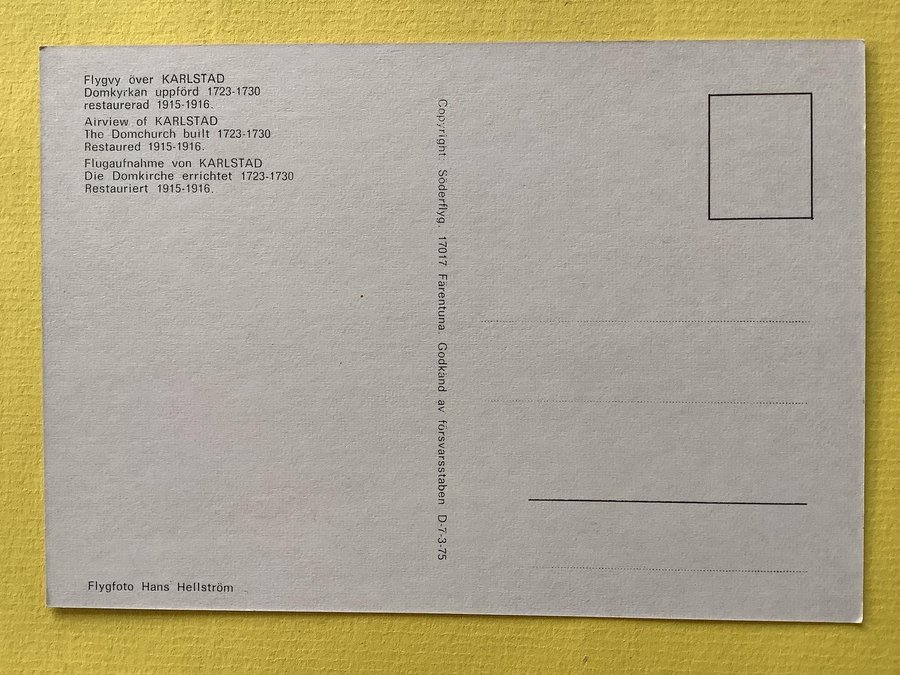 Flygvy över KARLSTAD
Domkyrkan uppförd 1723-1730
restaurerad 1915-1916.
Airview of KARLSTAD
The Domchurch built 1723-1730
Restaured 1915-1916.
Flugaufnahme von KARLSTAD
Die Domkirche errichtet 1723-1730
Restauriert 1915-1916.
Copyright: Söderflyg. 17017 Färentuna. Godkänd av försvarsstaben D-7-3-75
Flygfoto Hans Hellström